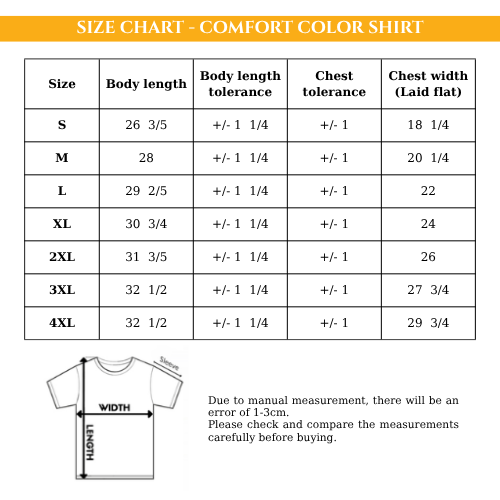 SIZE CHART - COMFORT COLOR SHIRT
Size Body length Body length tolerance Chest tolerance Chest width (Laid flat)
S 26 3/5 +/- 1 1/4 +/- 1 18 1/4
M 28 +/- 1 1/4 +/- 1 20 1/4
L 29 2/5 +/- 1 1/4 +/- 1 22
XL 30 3/4 +/- 1 1/4 +/- 1 24
2XL 31 3/5 +/- 1 1/4 +/- 1 26
3XL 32 1/2 +/- 1 1/4 +/- 1 27 3/4
4XL 32 1/2 +/- 1 1/4 +/- 1 29 3/4
Sleeve
WIDTH
LENGTH
Due to manual measurement, there will be an
error of 1-3cm.
Please check and compare the measurements
carefully before buying.